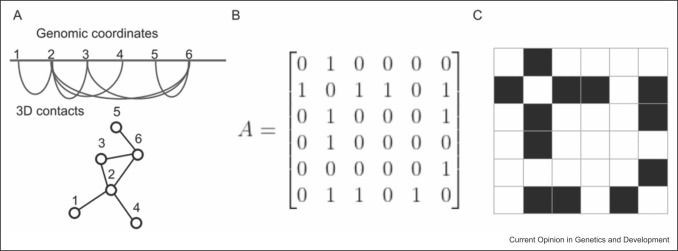 A
Genomic coordinates
1 2 3 4 5 6
3D contacts
5
6
3
2
1
4
B
A =
0 1 0 0 0 0
1 0 1 1 0 1
0 1 0 0 0 1
0 1 0 0 0 0
0 0 0 0 0 1
0 1 1 0 1 0
C
Current Opinion in Genetics and Development